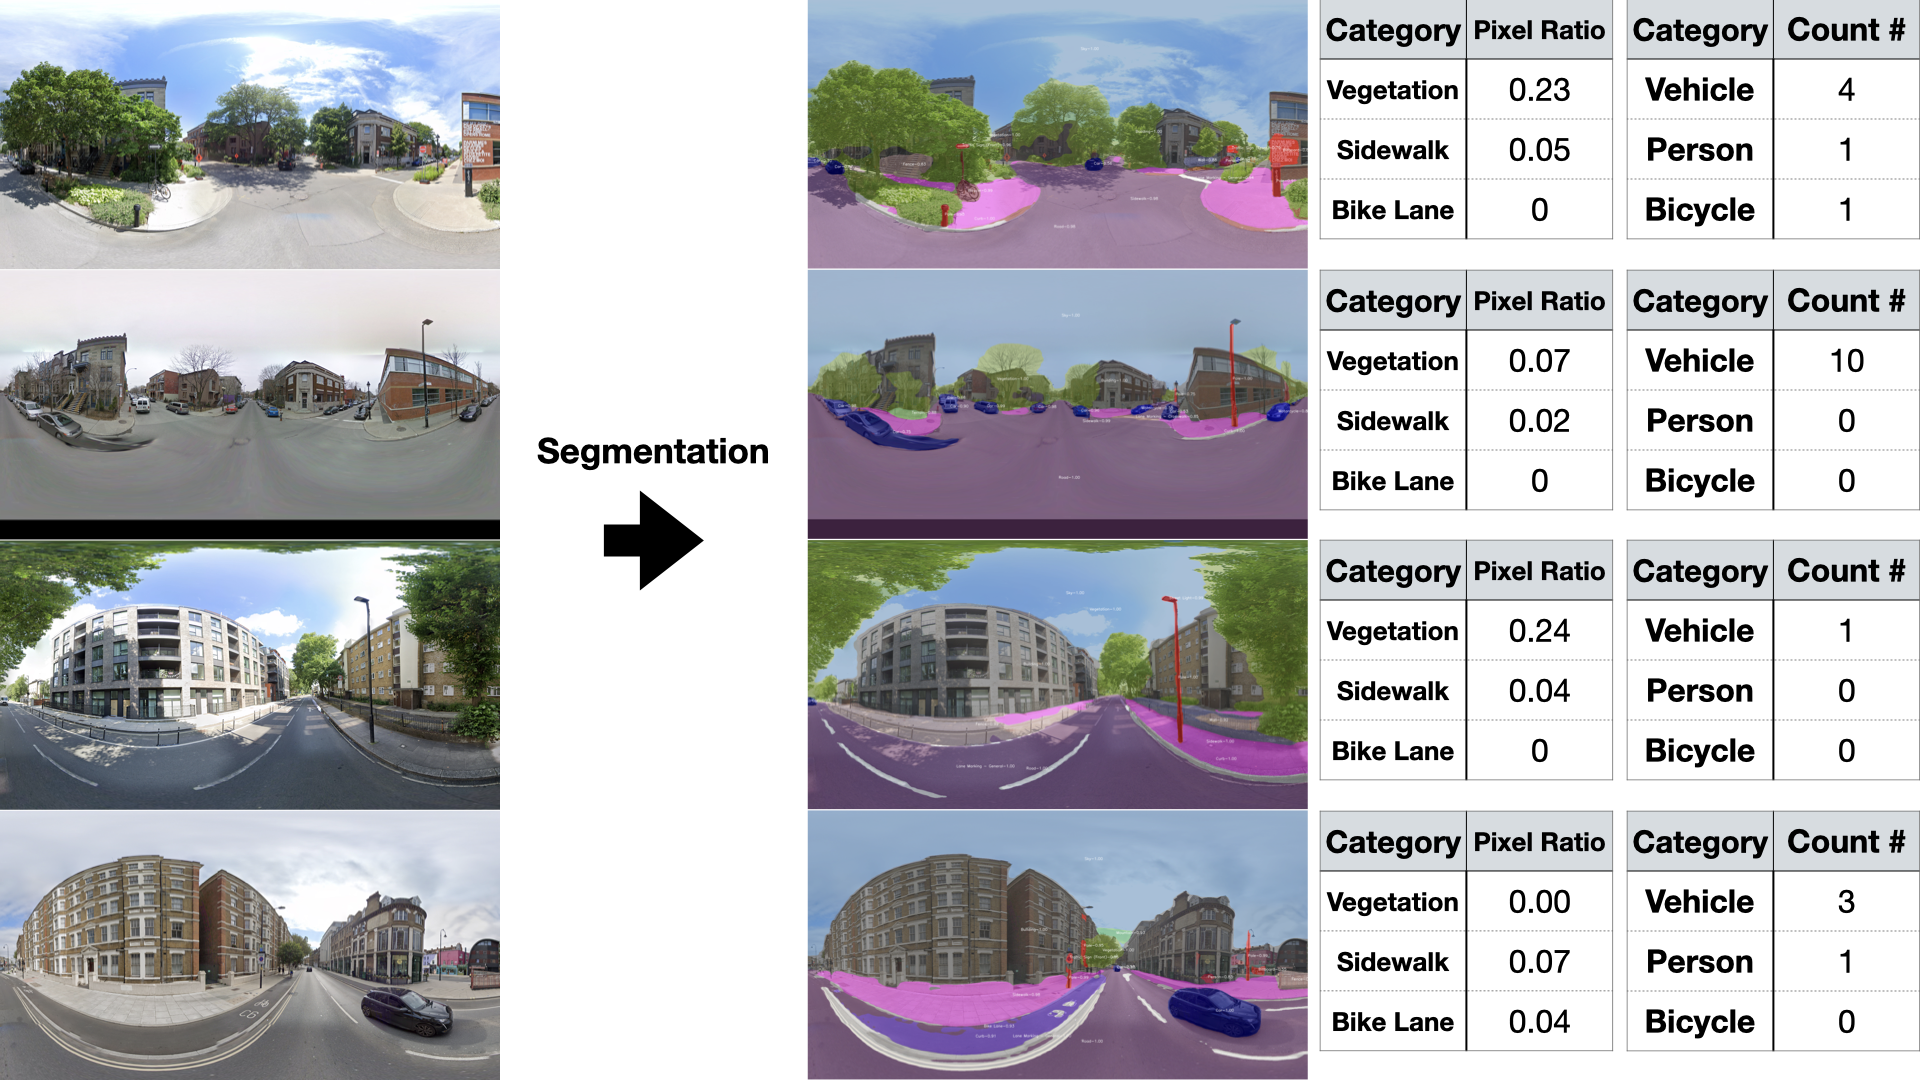 Segmentation
Category Pixel Ratio
Vegetation 0.23
Sidewalk 0.05
Bike Lane 0
Category Count #
Vehicle 4
Person 1
Bicycle 1
Category Pixel Ratio
Vegetation 0.07
Sidewalk 0.02
Bike Lane 0
Category Count #
Vehicle 10
Person 0
Bicycle 0
Category Pixel Ratio
Vegetation 0.24
Sidewalk 0.04
Bike Lane 0
Category Count #
Vehicle 1
Person 0
Bicycle 0
Category Pixel Ratio
Vegetation 0.00
Sidewalk 0.07
Bike Lane 0.04
Category Count #
Vehicle 3
Person 1
Bicycle 0